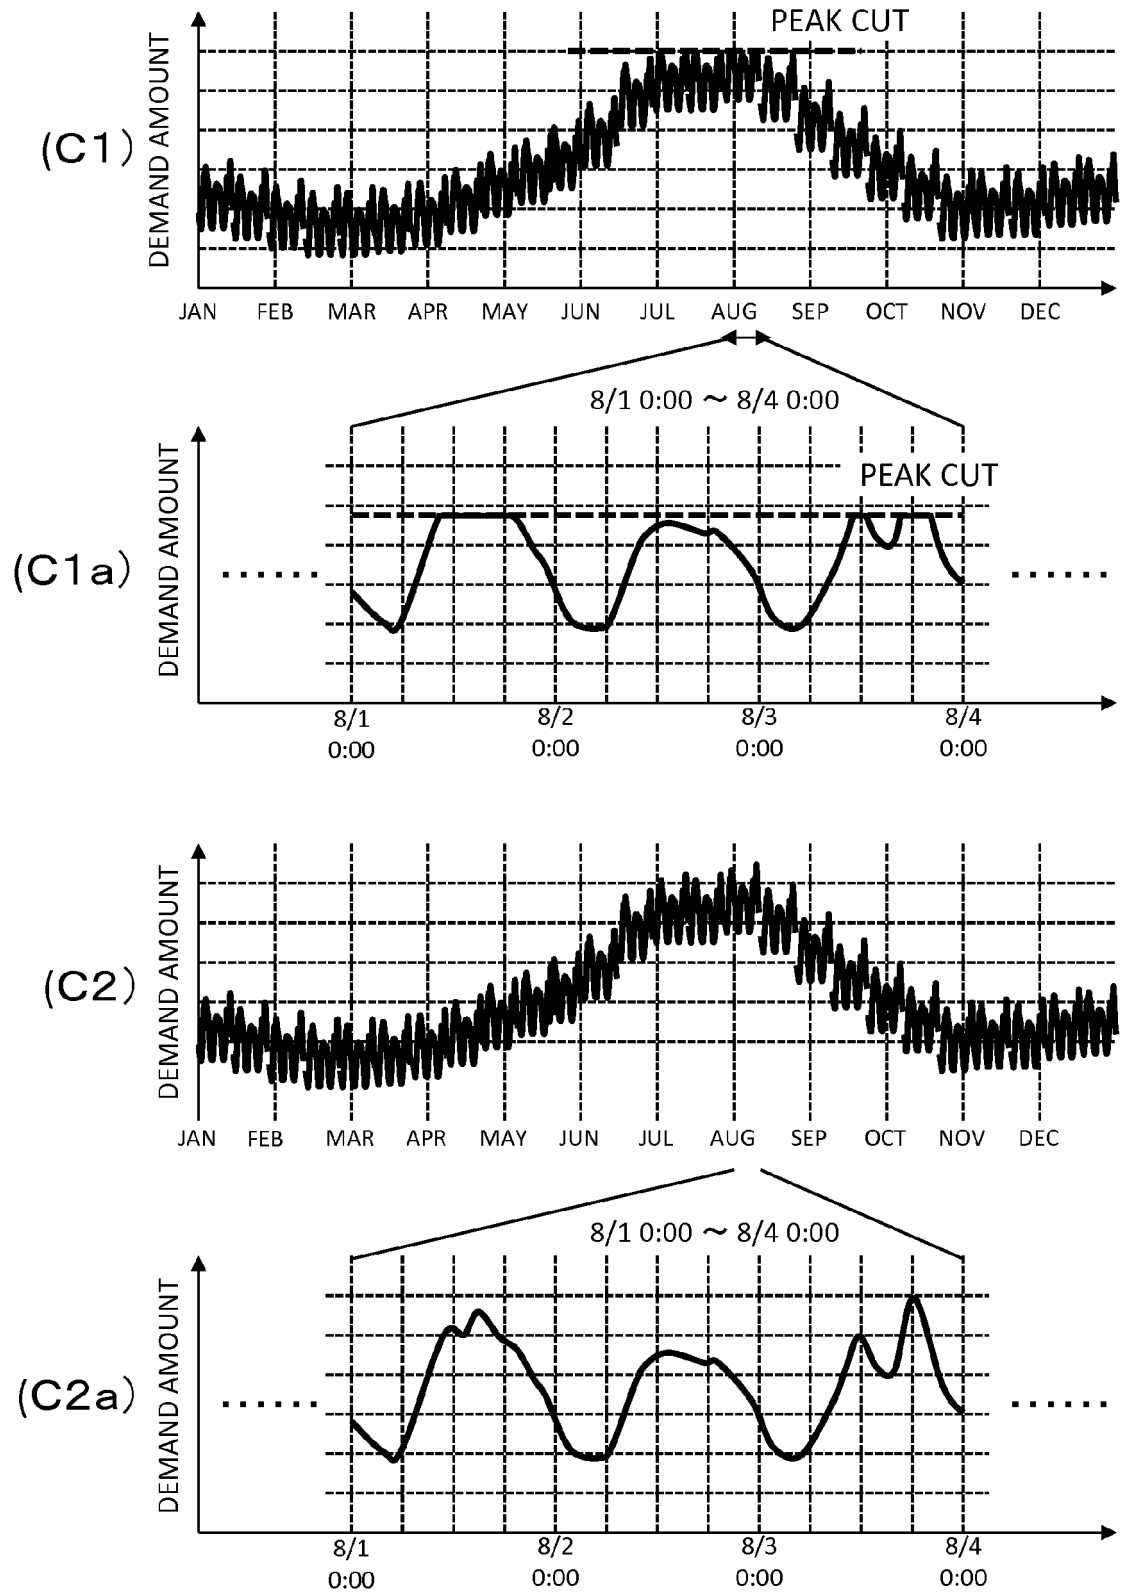 PEAK CUT
(C1)
DEMAND AMOUNT
JAN FEB MAR APR MAY JUN JUL AUG SEP OCT NOV DEC
8/1 0:00 ～ 8/4 0:00
PEAK CUT
(C1a)
DEMAND AMOUNT
8/1 8/2 8/3 8/4
0:00 0:00 0:00 0:00
(C2)
DEMAND AMOUNT
JAN FEB MAR APR MAY JUN JUL AUG SEP OCT NOV DEC
8/1 0:00 ～ 8/4 0:00
(C2a)
DEMAND AMOUNT
8/1 8/2 8/3 8/4
0:00 0:00 0:00 0:00